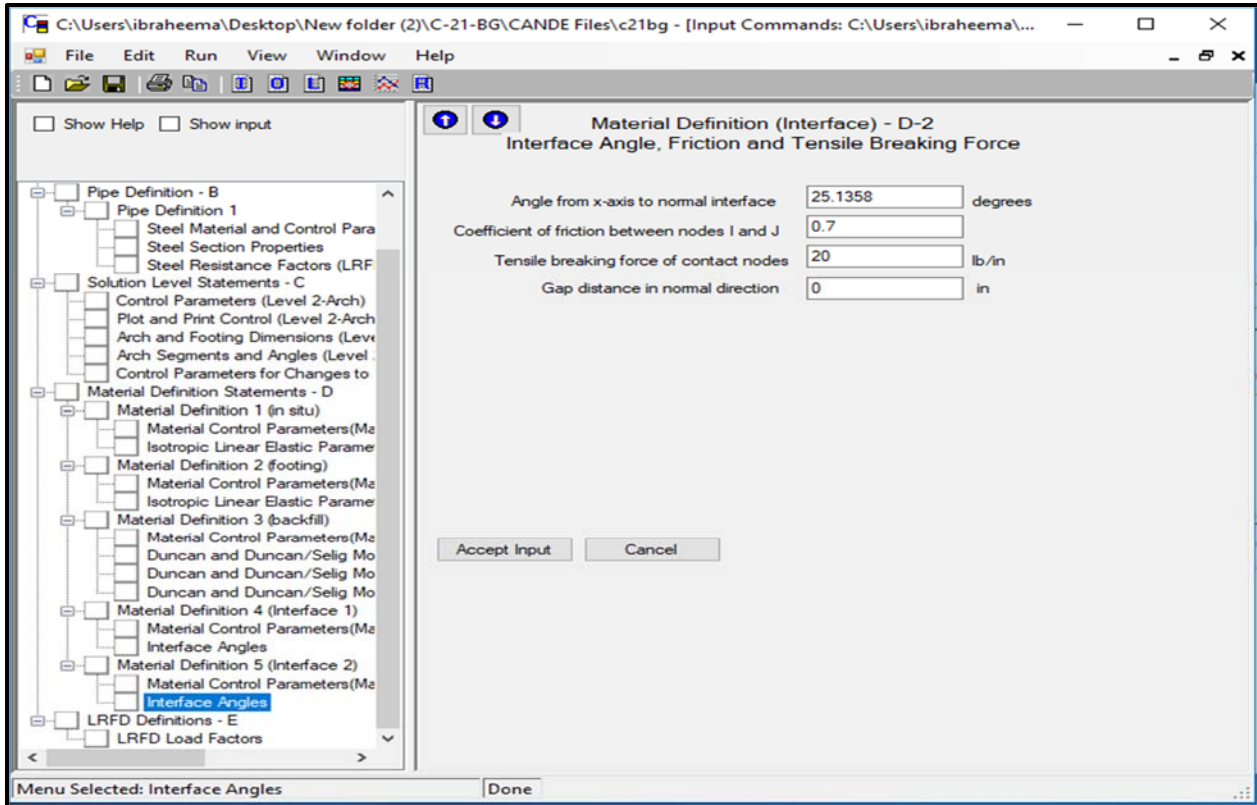 C:\Users\ibraheema\Desktop\New folder (2)\C-21-BG\CANDE Files\c21bg - [Input Commands: C:\Users\ibraheema\...
File Edit Run View Window Help
Show Help Show input
Pipe Definition - B
Pipe Definition 1
Steel Material and Control Para
Steel Section Properties
Steel Resistance Factors (LRF
Solution Level Statements - C
Control Parameters (Level 2-Arch)
Plot and Print Control (Level 2-Arch
Arch and Footing Dimensions (Leve
Arch Segments and Angles (Level
Control Parameters for Changes to
Material Definition Statements - D
Material Definition 1 (in situ)
Material Control Parameters(Ma
Isotropic Linear Elastic Parame
Material Definition 2 (footing)
Material Control Parameters(Ma
Isotropic Linear Elastic Parame
Material Definition 3 (backfill)
Material Control Parameters(Ma
Duncan and Duncan/Selig Mo
Duncan and Duncan/Selig Mo
Duncan and Duncan/Selig Mo
Material Definition 4 (Interface 1)
Material Control Parameters(Ma
Interface Angles
Material Definition 5 (Interface 2)
Material Control Parameters(Ma
Interface Angles
LRFD Definitions - E
LRFD Load Factors
Material Definition (Interface) - D-2
Interface Angle, Friction and Tensile Breaking Force
Angle from x-axis to normal interface 25.1358 degrees
Coefficient of friction between nodes I and J 0.7
Tensile breaking force of contact nodes 20 lb/in
Gap distance in normal direction 0 in
Accept Input Cancel
Menu Selected: Interface Angles Done